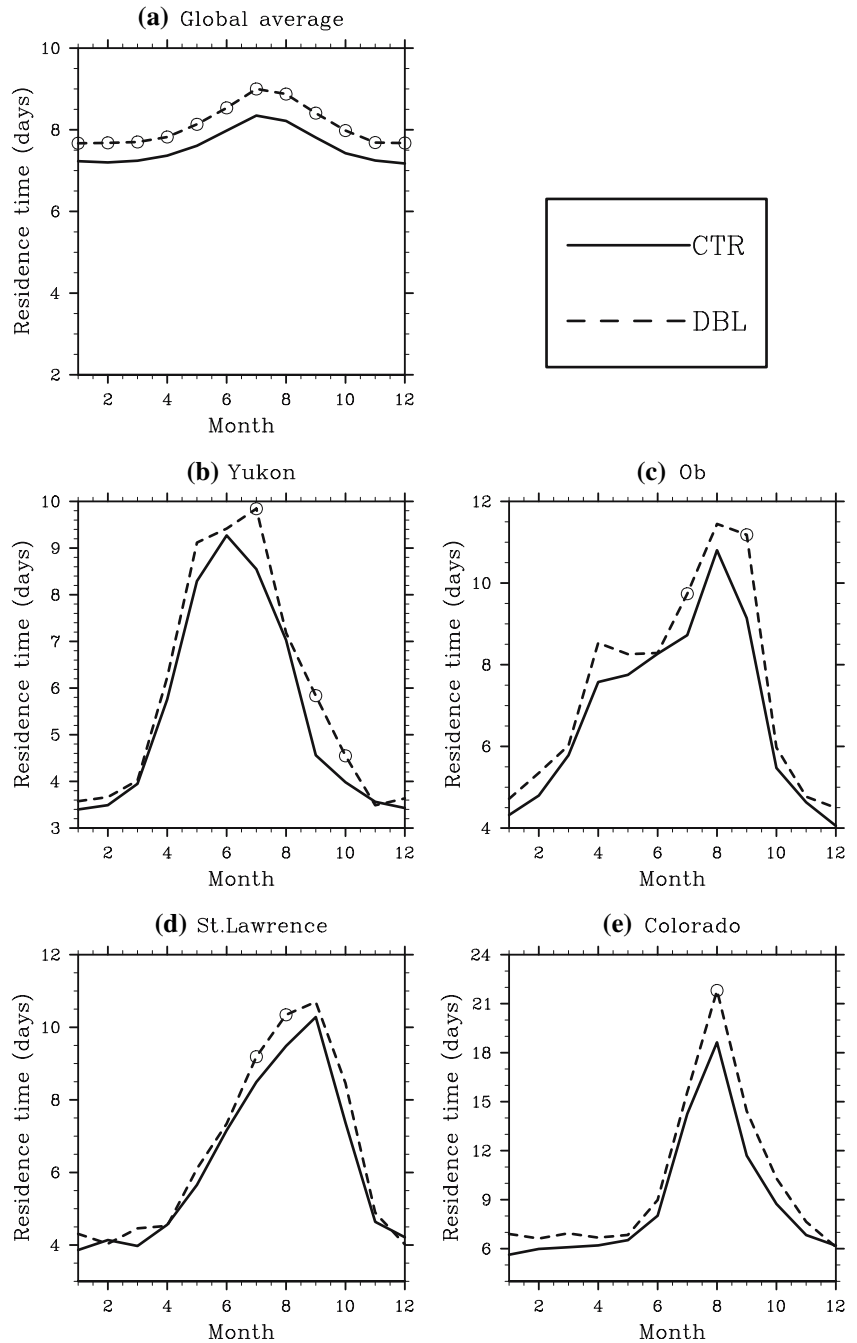 (a) Global average
10
8
6
4
2
Residence time (days)
2 4 6 8 10 12
Month
CTR
DBL
(b) Yukon
10
9
8
7
6
5
4
3
Residence time (days)
2 4 6 8 10 12
Month
(c) Ob
12
10
8
6
4
Residence time (days)
2 4 6 8 10 12
Month
(d) St.Lawrence
12
10
8
6
4
Residence time (days)
2 4 6 8 10 12
Month
(e) Colorado
24
21
18
15
12
9
6
Residence time (days)
2 4 6 8 10 12
Month